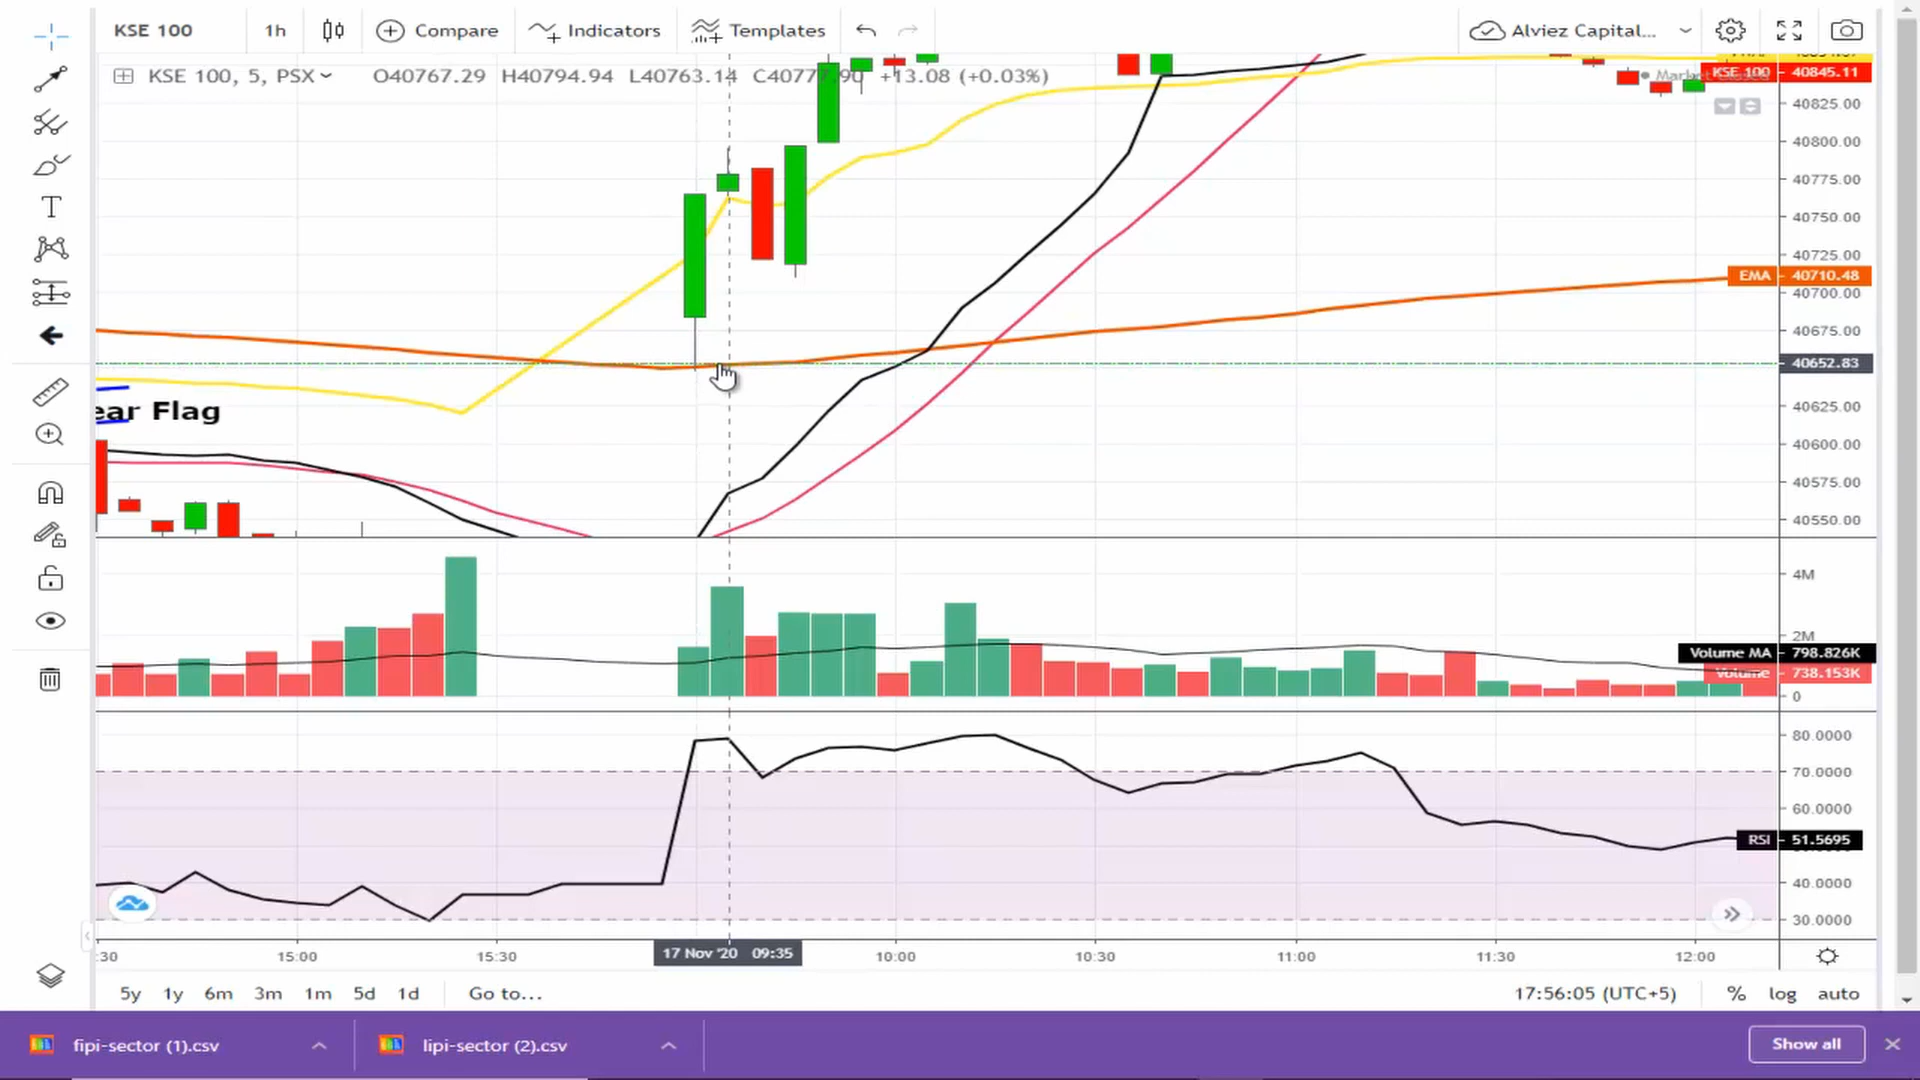 KSE 100 1h Compare Indicators Templates Alviez Capital...
KSE 100, 5, PSX O40767.29 H40794.94 L40763.14 C40777.90 +13.08 (+0.03%)
KSE 100 40845.11
40825.00
40800.00
40775.00
40750.00
40725.00
EMA 40710.48
40700.00
40675.00
40652.83
40625.00
ear Flag
40600.00
40575.00
40550.00
4M
2M
Volume MA 798.826K
Volume 738.153K
0
80.0000
70.0000
60.0000
RSI 51.5695
40.0000
30.0000
:30 15:00 15:30 17 Nov '20 09:35 10:00 10:30 11:00 11:30 12:00
5y 1y 6m 3m 1m 5d 1d Go to... 17:56:05 (UTC+5) % log auto
fipi-sector (1).csv lipi-sector (2).csv Show all